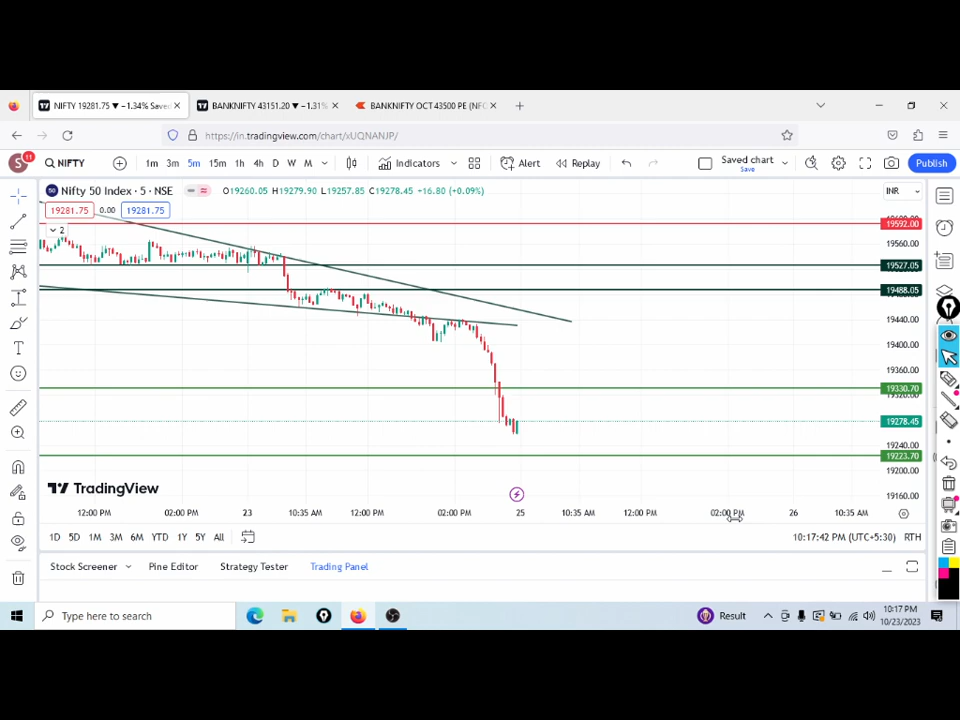 NIFTY 19281.75 ▼ −1.34% Saved
BANKNIFTY 43151.20 ▼ −1.31%
BANKNIFTY OCT 43500 PE (NFO
https://in.tradingview.com/chart/xUQNANJP/
S 11 NIFTY 1m 3m 5m 15m 1h 4h D W M Indicators Alert Replay Saved chart Save Publish
50 Nifty 50 Index · 5 · NSE O19260.05 H19279.90 L19257.85 C19278.45 +16.80 (+0.09%) INR
19281.75 0.00 19281.75
2
19592.00
19560.00
19527.05
19488.05
19440.00
19400.00
19360.00
19330.70
19278.45
19240.00
19223.70
19200.00
19160.00
TradingView
12:00 PM 02:00 PM 23 10:35 AM 12:00 PM 02:00 PM 25 10:35 AM 12:00 PM 02:00 PM 26 10:35 AM
1D 5D 1M 3M 6M YTD 1Y 5Y All 10:17:42 PM (UTC+5:30) RTH
Stock Screener Pine Editor Strategy Tester Trading Panel
Type here to search Result 10:17 PM
10/23/2023